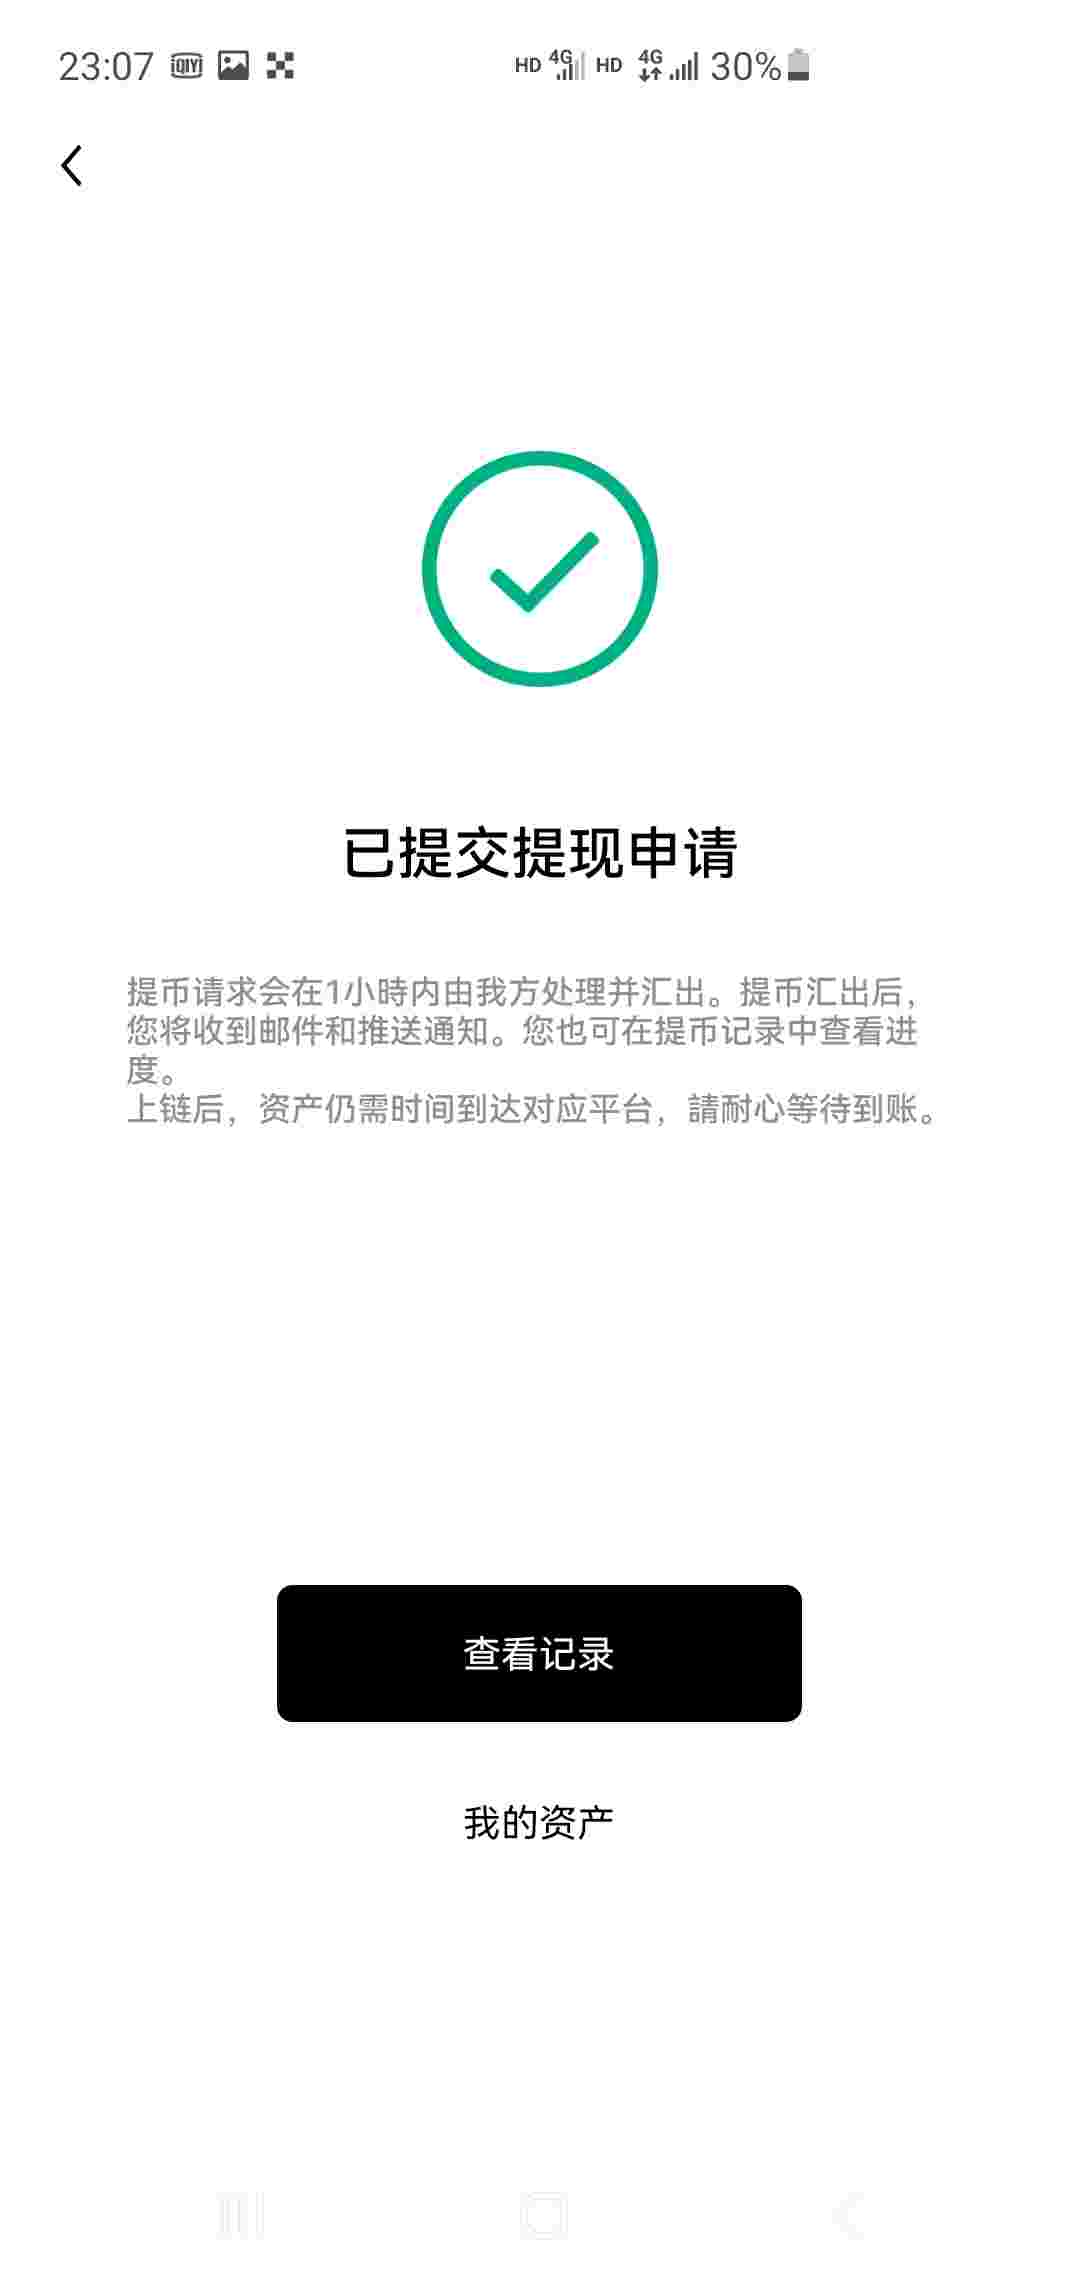 23:07 QIY HD 4G HD 4G 30%
已提交提现申请
提币请求会在1小時内由我方处理并汇出。提币汇出后，
您将收到邮件和推送通知。您也可在提币记录中查看进
度。
上链后，资产仍需时间到达对应平台，請耐心等待到账。
查看记录
我的资产